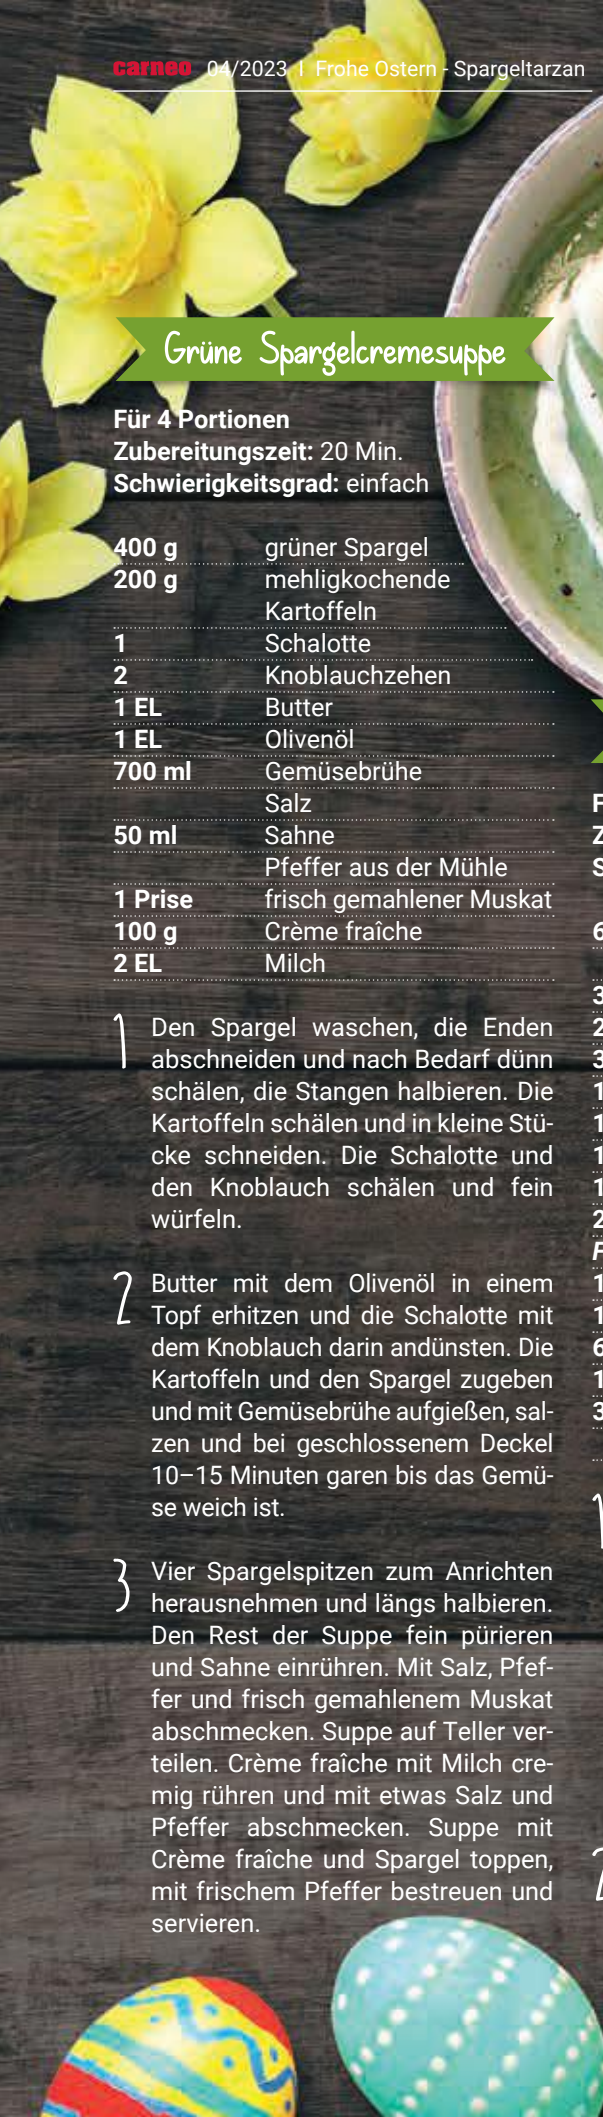 carneo 04/2023 | Frohe Ostern - Spargeltarzan
Grüne Spargelcremesuppe
Für 4 Portionen
Zubereitungszeit: 20 Min.
Schwierigkeitsgrad: einfach
400 g grüner Spargel
200 g mehligkochende
Kartoffeln
1 Schalotte
2 Knoblauchzehen
1 EL Butter
1 EL Olivenöl
700 ml Gemüsebrühe
Salz
50 ml Sahne
Pfeffer aus der Mühle
1 Prise frisch gemahlener Muskat
100 g Crème fraîche
2 EL Milch
1 Den Spargel waschen, die Enden
abschneiden und nach Bedarf dünn
schälen, die Stangen halbieren. Die
Kartoffeln schälen und in kleine Stü-
cke schneiden. Die Schalotte und
den Knoblauch schälen und fein
würfeln.
2 Butter mit dem Olivenöl in einem
Topf erhitzen und die Schalotte mit
dem Knoblauch darin andünsten. Die
Kartoffeln und den Spargel zugeben
und mit Gemüsebrühe aufgießen, sal-
zen und bei geschlossenem Deckel
10–15 Minuten garen bis das Gemü-
se weich ist.
3 Vier Spargelspitzen zum Anrichten
herausnehmen und längs halbieren.
Den Rest der Suppe fein pürieren
und Sahne einrühren. Mit Salz, Pfef-
fer und frisch gemahlenem Muskat
abschmecken. Suppe auf Teller ver-
teilen. Crème fraîche mit Milch cre-
mig rühren und mit etwas Salz und
Pfeffer abschmecken. Suppe mit
Crème fraîche und Spargel toppen,
mit frischem Pfeffer bestreuen und
servieren.